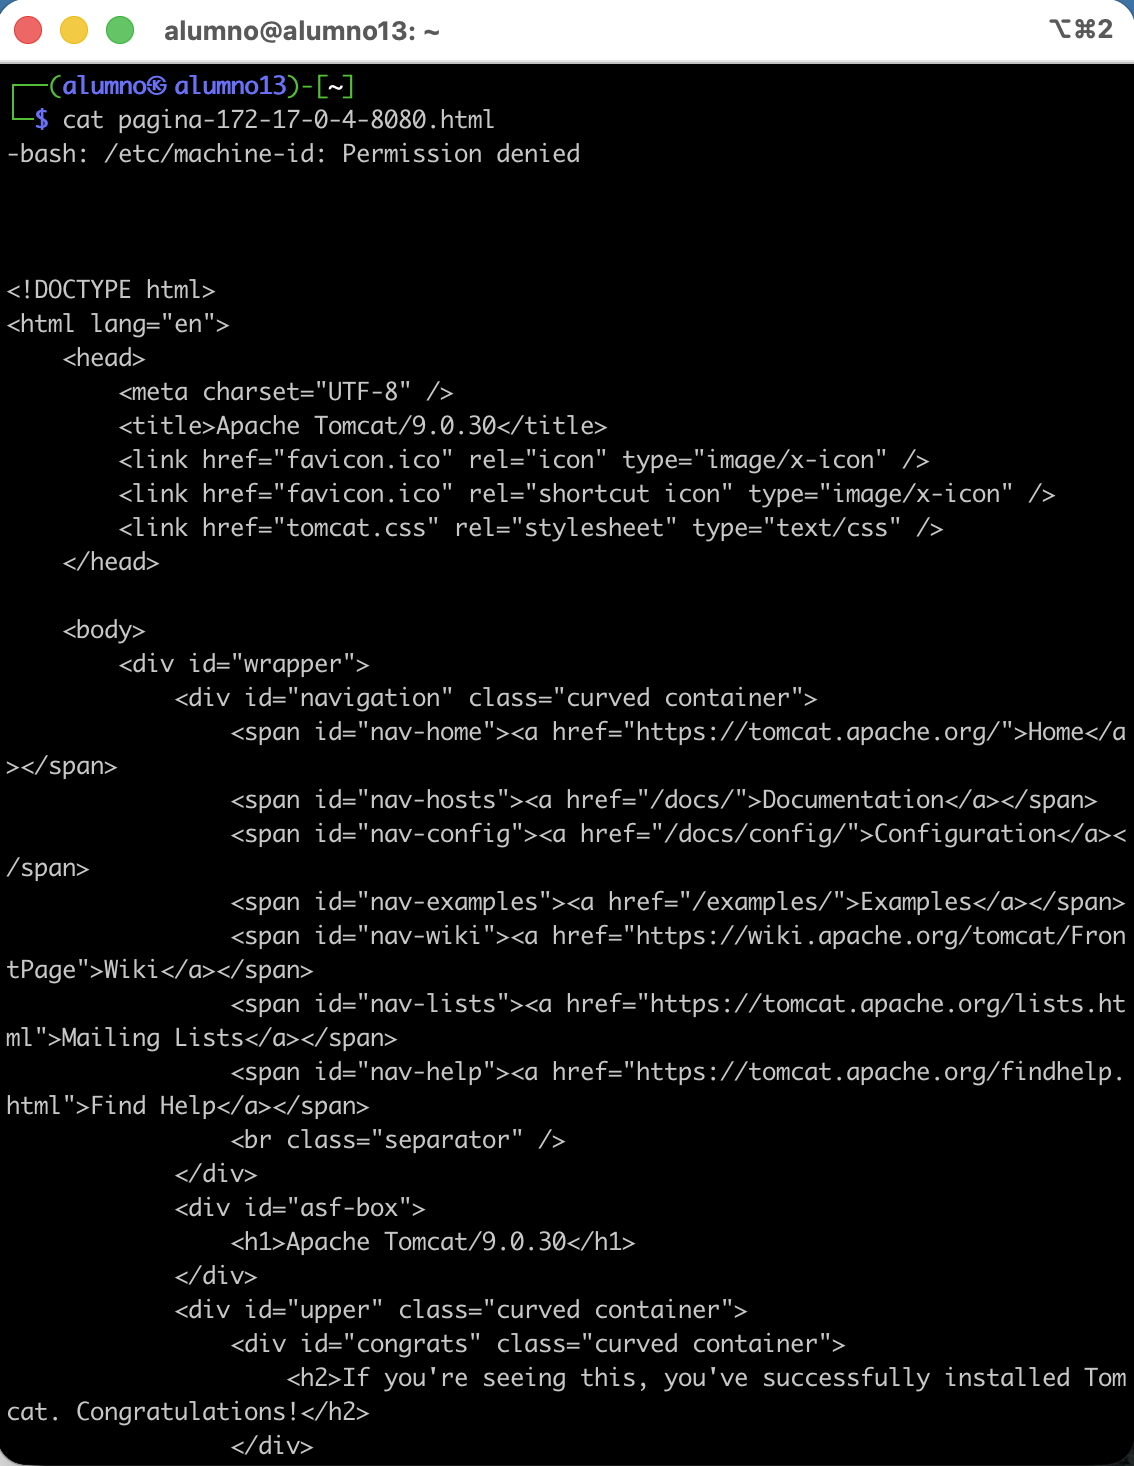 alumno@alumno13: ~
⌥⌘2
┌──(alumno㉿alumno13)-[~]
└─$ cat pagina-172-17-0-4-8080.html
-bash: /etc/machine-id: Permission denied
<!DOCTYPE html>
<html lang="en">
    <head>
        <meta charset="UTF-8" />
        <title>Apache Tomcat/9.0.30</title>
        <link href="favicon.ico" rel="icon" type="image/x-icon" />
        <link href="favicon.ico" rel="shortcut icon" type="image/x-icon" />
        <link href="tomcat.css" rel="stylesheet" type="text/css" />
    </head>
    <body>
        <div id="wrapper">
            <div id="navigation" class="curved container">
                <span id="nav-home"><a href="https://tomcat.apache.org/">Home</a
></span>
                <span id="nav-hosts"><a href="/docs/">Documentation</a></span>
                <span id="nav-config"><a href="/docs/config/">Configuration</a><
/span>
                <span id="nav-examples"><a href="/examples/">Examples</a></span>
                <span id="nav-wiki"><a href="https://wiki.apache.org/tomcat/Fron
tPage">Wiki</a></span>
                <span id="nav-lists"><a href="https://tomcat.apache.org/lists.ht
ml">Mailing Lists</a></span>
                <span id="nav-help"><a href="https://tomcat.apache.org/findhelp.
html">Find Help</a></span>
                <br class="separator" />
            </div>
            <div id="asf-box">
                <h1>Apache Tomcat/9.0.30</h1>
            </div>
            <div id="upper" class="curved container">
                <div id="congrats" class="curved container">
                    <h2>If you're seeing this, you've successfully installed Tom
cat. Congratulations!</h2>
                </div>